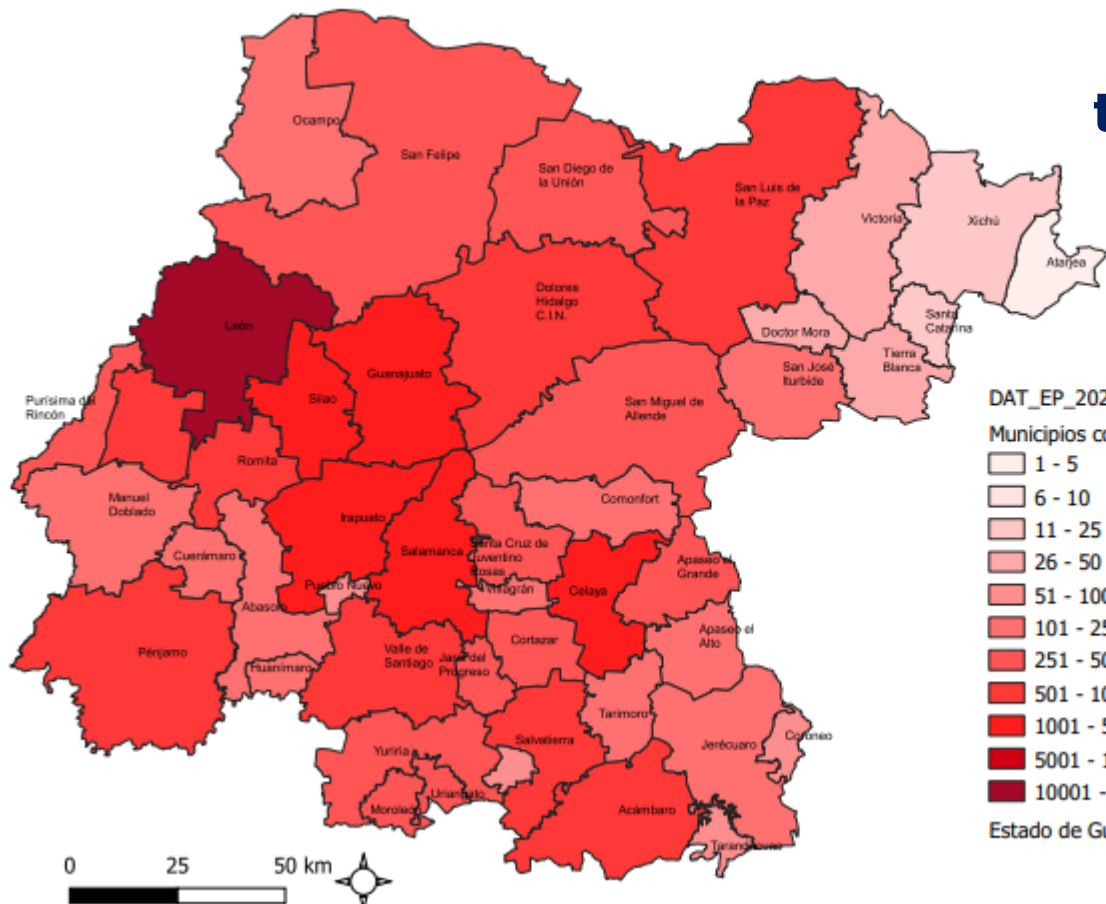 t
Ocampo
San Felipe
San Diego de
la Unión
San Luis de
la Paz
Victoria
Xichú
Atarjea
León
Dolores
Hidalgo
C.I.N.
Santa
Catarina
Doctor Mora
Tierra
Blanca
San José
Iturbide
Guanajuato
Silao
Purísima del
Rincón
San Miguel de
Allende
Romita
Manuel
Doblado
Comonfort
Irapuato
Salamanca
Cuerámaro
Santa Cruz de
Juventino
Rosas
Apaseo el
Grande
Pueblo Nuevo
Villagrán
Celaya
Abasolo
Apaseo el
Alto
Cortazar
Pénjamo
Valle de
Santiago
Jaral del
Progreso
Huanímaro
Tarimoro
Salvatierra
Jerécuaro
Coroneo
Yuriria
Uriangato
Moroleón
Acámbaro
Tarandacuao
DAT_EP_202
Municipios co
1 - 5
6 - 10
11 - 25
26 - 50
51 - 100
101 - 25
251 - 50
501 - 10
1001 - 5
5001 - 1
10001 -
Estado de Gu
0 25 50 km